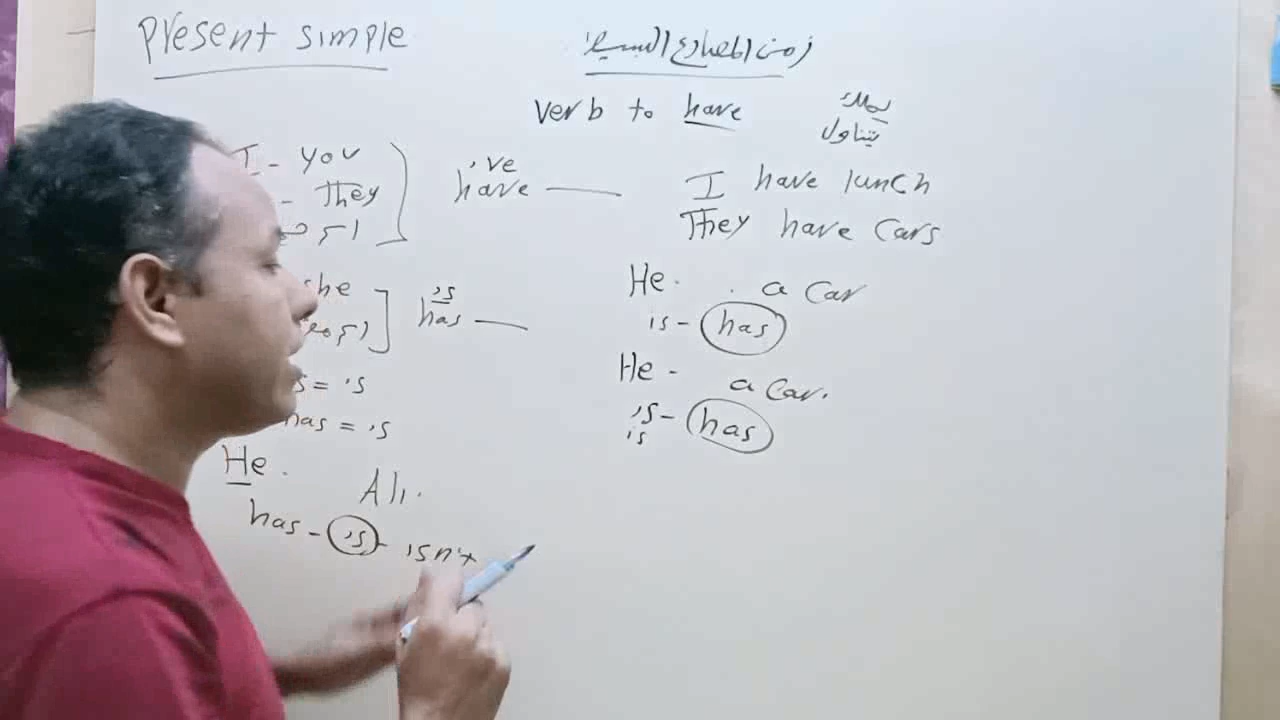 Present simple
زمن المضارع البسيط
Verb to have
يملك
يتناول
I - you
- They
've
have
I have lunch
They have cars
he
's
has
He . . a car
is - has
s = 's
has = 's
He - a car.
's - has
is
He . Ali.
has - 's - isn't